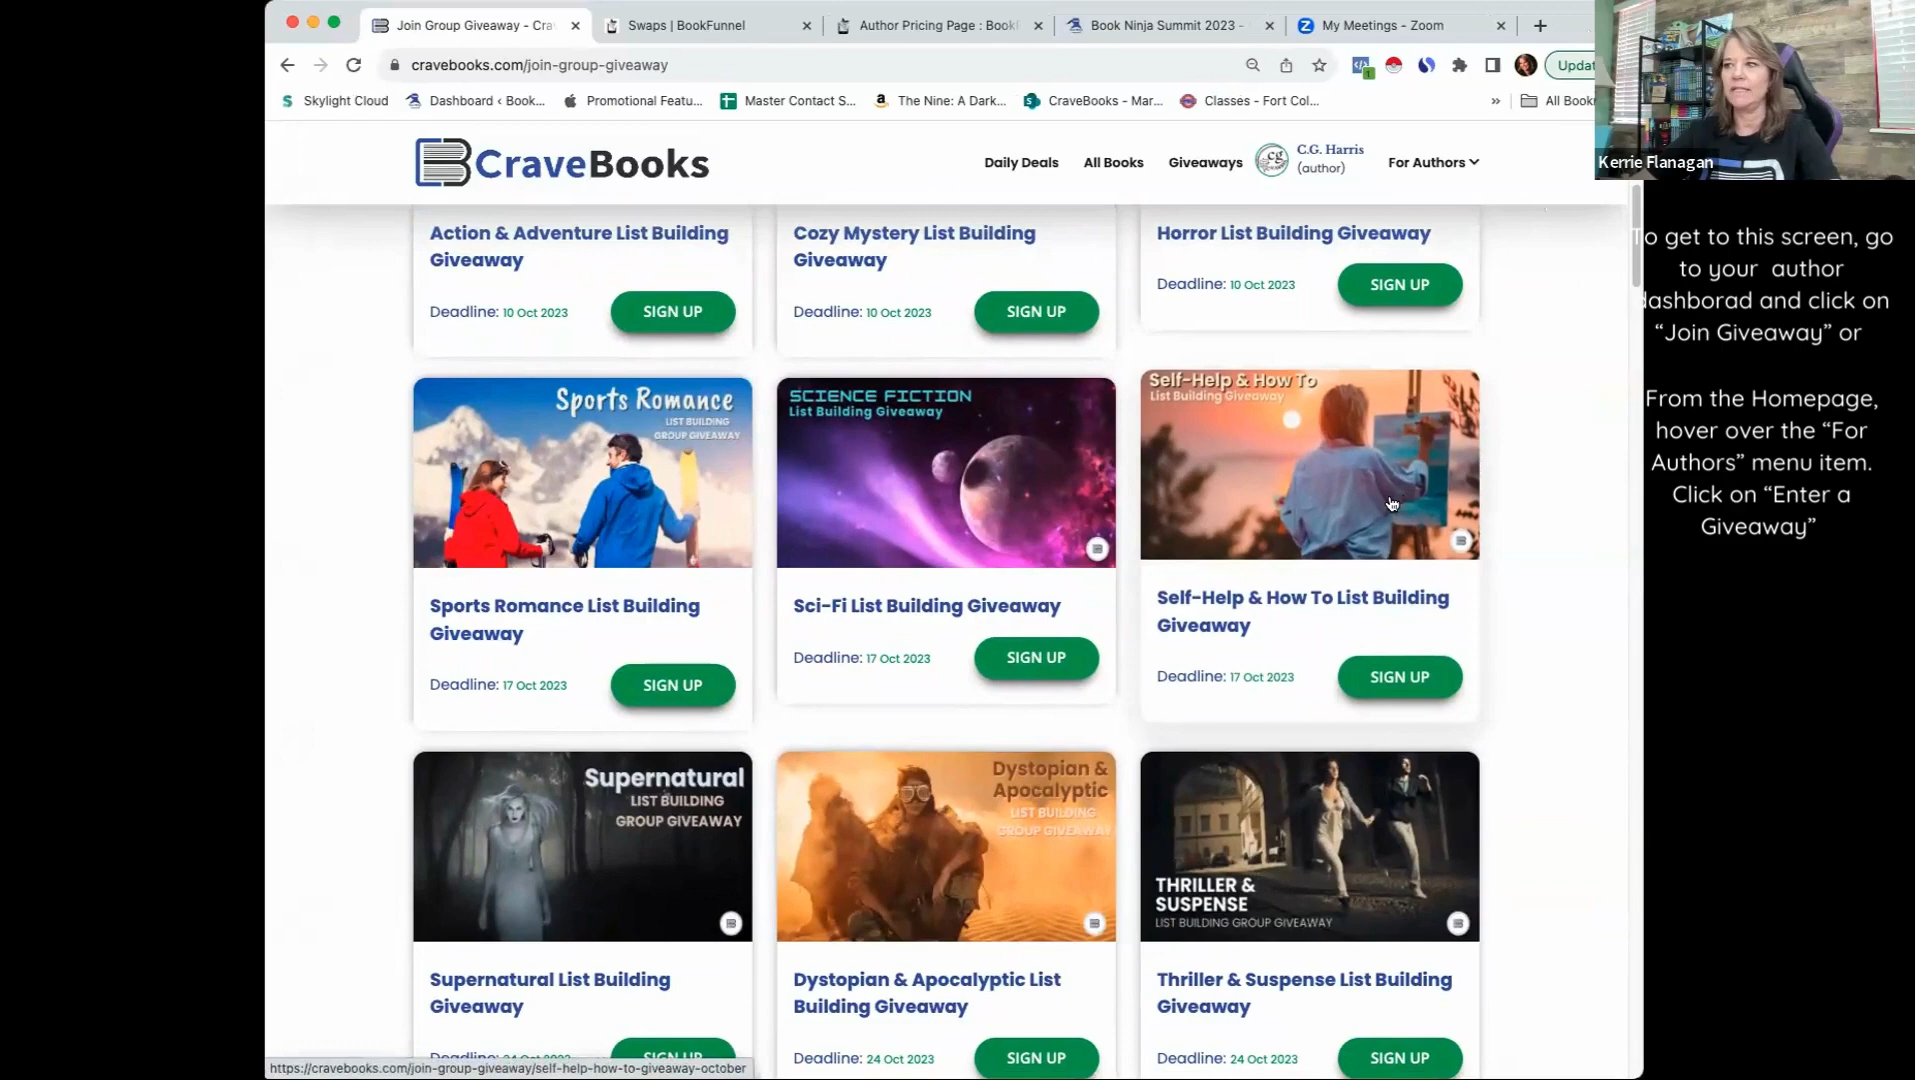 Join Group Giveaway - Cra
Swaps | BookFunnel
Author Pricing Page : BookF
Book Ninja Summit 2023 -
My Meetings - Zoom
cravebooks.com/join-group-giveaway
1
Updat
Skylight Cloud
Dashboard ‹ Book...
Promotional Featu...
Master Contact S...
The Nine: A Dark...
CraveBooks - Mar...
Classes - Fort Col...
»
All Book
CraveBooks
Daily Deals
All Books
Giveaways
cg
C.G. Harris
(author)
For Authors
Kerrie Flanagan
Action & Adventure List Building
Giveaway
Deadline: 10 Oct 2023
SIGN UP
Cozy Mystery List Building
Giveaway
Deadline: 10 Oct 2023
SIGN UP
Horror List Building Giveaway
Deadline: 10 Oct 2023
SIGN UP
Sports Romance
LIST BUILDING
GROUP GIVEAWAY
Sports Romance List Building
Giveaway
Deadline: 17 Oct 2023
SIGN UP
SCIENCE FICTION
List Building Giveaway
Sci-Fi List Building Giveaway
Deadline: 17 Oct 2023
SIGN UP
Self-Help & How To
List Building Giveaway
Self-Help & How To List Building
Giveaway
Deadline: 17 Oct 2023
SIGN UP
Supernatural
LIST BUILDING
GROUP GIVEAWAY
Supernatural List Building
Giveaway
Deadline: 24 Oct 2023
SIGN UP
Dystopian &
Apocalyptic
LIST BUILDING
GROUP GIVEAWAY
Dystopian & Apocalyptic List
Building Giveaway
Deadline: 24 Oct 2023
SIGN UP
THRILLER &
SUSPENSE
LIST BUILDING GROUP GIVEAWAY
Thriller & Suspense List Building
Giveaway
Deadline: 24 Oct 2023
SIGN UP
https://cravebooks.com/join-group-giveaway/self-help-how-to-giveaway-october
To get to this screen, go
to your author
dashborad and click on
“Join Giveaway” or
From the Homepage,
hover over the “For
Authors” menu item.
Click on “Enter a
Giveaway”